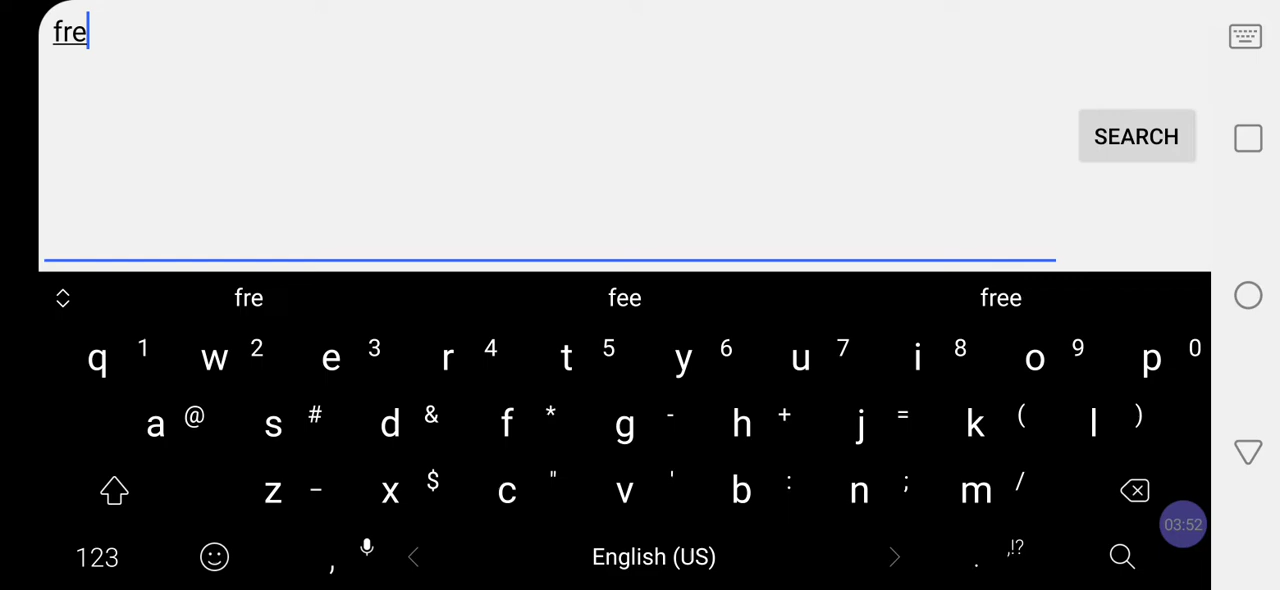 fre
SEARCH
fre fee free
q 1 w 2 e 3 r 4 t 5 y 6 u 7 i 8 o 9 p 0
a @ s # d & f * g - h + j = k ( l )
z _ x $ c " v ' b : n ; m /
03:52
123 , English (US) . ,!?